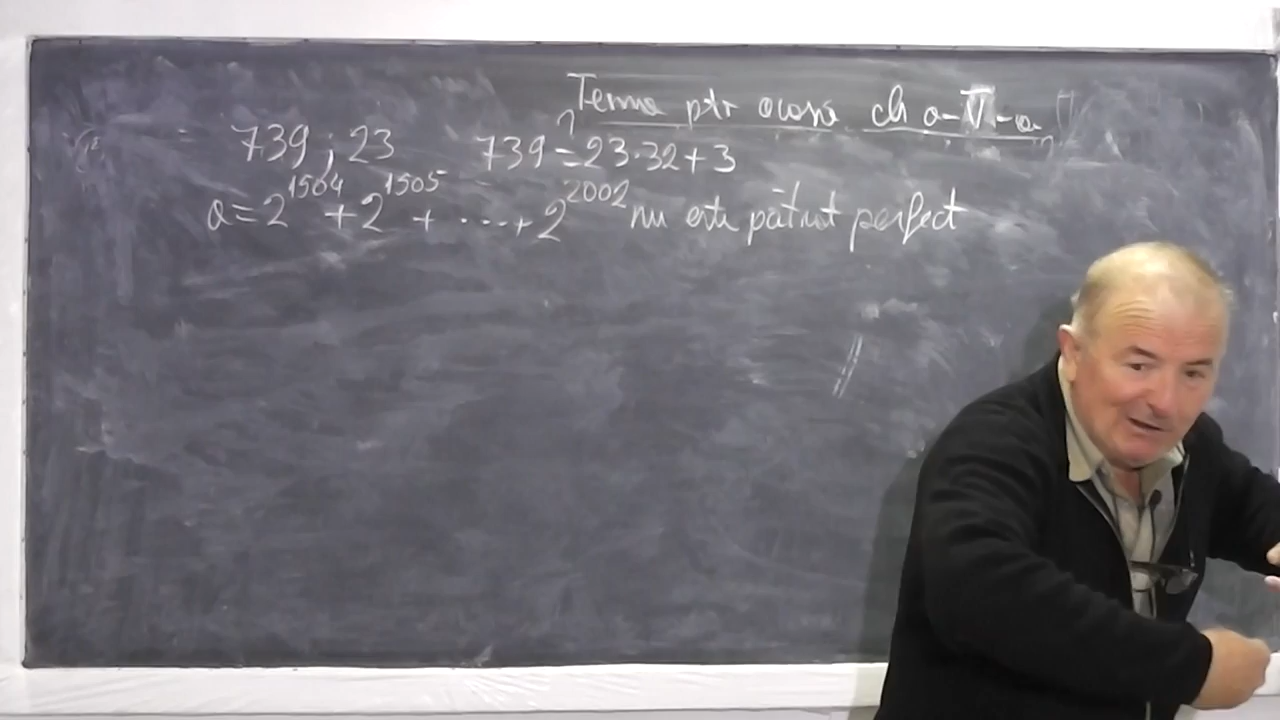 Tema ptr acasă cls a-V-a
739 : 23 739 = 23·32+3
a=2^1504+2^1505+...+2^2002 nu este pătrat perfect